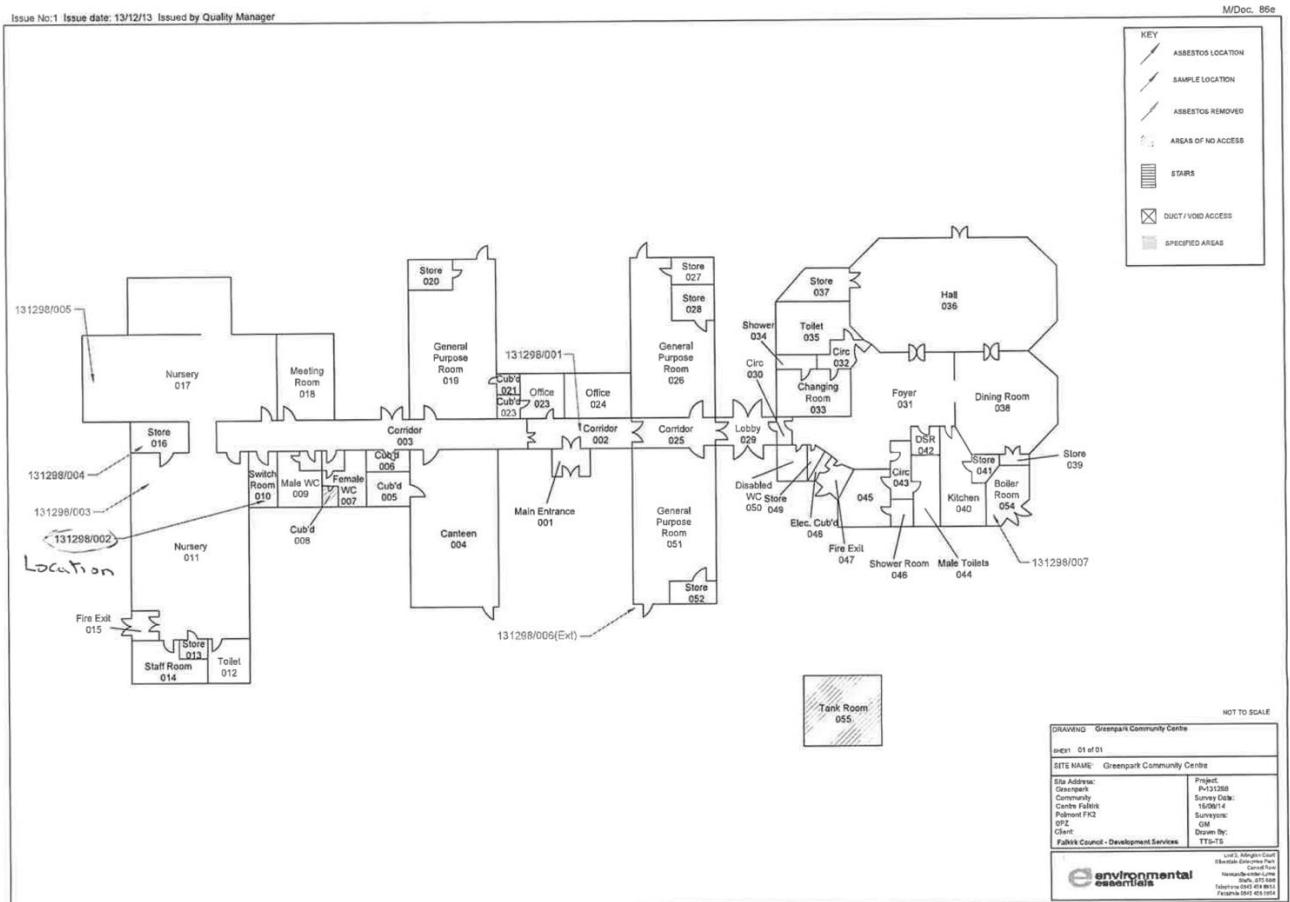 Issue No:1 Issue date: 13/12/13 Issued by Quality Manager
M/Doc. 86e
KEY
ASBESTOS LOCATION
SAMPLE LOCATION
ASBESTOS REMOVED
AREAS OF NO ACCESS
STAIRS
DUCT / VOID ACCESS
SPECIFIED AREAS
131298/005
Nursery
017
Meeting
Room
018
Store
020
General
Purpose
Room
019
Cub'd
021
Cub'd
023
Office
023
Office
024
131298/001
Store
027
Store
028
General
Purpose
Room
026
Store
037
Toilet
035
Shower
034
Circ
032
Circ
030
Changing
Room
033
Hall
036
Foyer
031
Dining Room
038
Store
016
Corridor
003
Corridor
002
Corridor
025
Lobby
029
131298/004
131298/003
131298/002
Location
Switch
Room
010
Male WC
009
Female
WC
007
Cub'd
006
Cub'd
005
Cub'd
008
Nursery
011
Canteen
004
Main Entrance
001
General
Purpose
Room
051
Store
052
131298/006(Ext)
Disabled
WC
050
Store
049
Elec. Cub'd
048
Fire Exit
047
045
Circ
043
DSR
042
Shower Room
046
Male Toilets
044
Kitchen
040
Store
041
Store
039
Boiler
Room
054
131298/007
Fire Exit
015
Store
013
Staff Room
014
Toilet
012
Tank Room
055
NOT TO SCALE
DRAWING Greenpark Community Centre
SHEET 01 of 01
SITE NAME: Greenpark Community Centre
Site Address:
Greenpark
Community
Centre Falkirk
Polmont FK2
Client:
Falkirk Council - Development Services
Project:
P-131298
Survey Date:
Surveyors:
GM
Drawn By:
TTS-TS
environmental
essentials